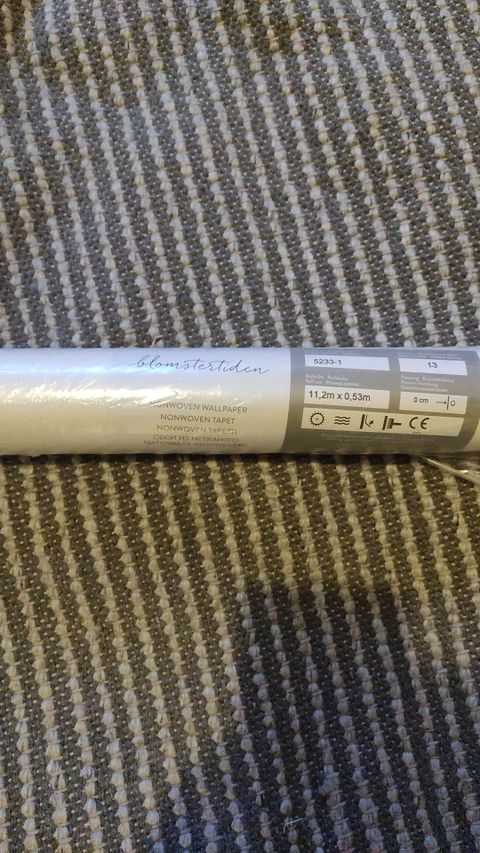 blomstertiden
NONWOVEN WALLPAPER
NONWOVEN TAPET
NONWOVEN TAPETTI
ОБОИ ИЗ НЕТКАНОГО
МАТЕРИАЛА (NONWOVEN)
5233-1
13
11,2m x 0,53m
0 cm
CE